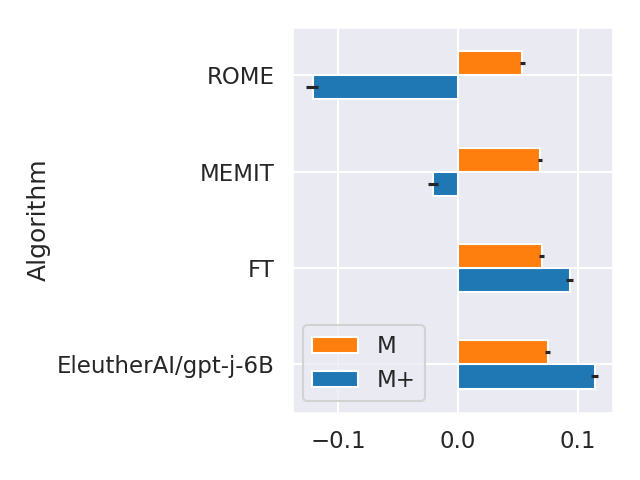 Algorithm
ROME
MEMIT
FT
EleutherAI/gpt-j-6B
M
M+
−0.1
0.0
0.1